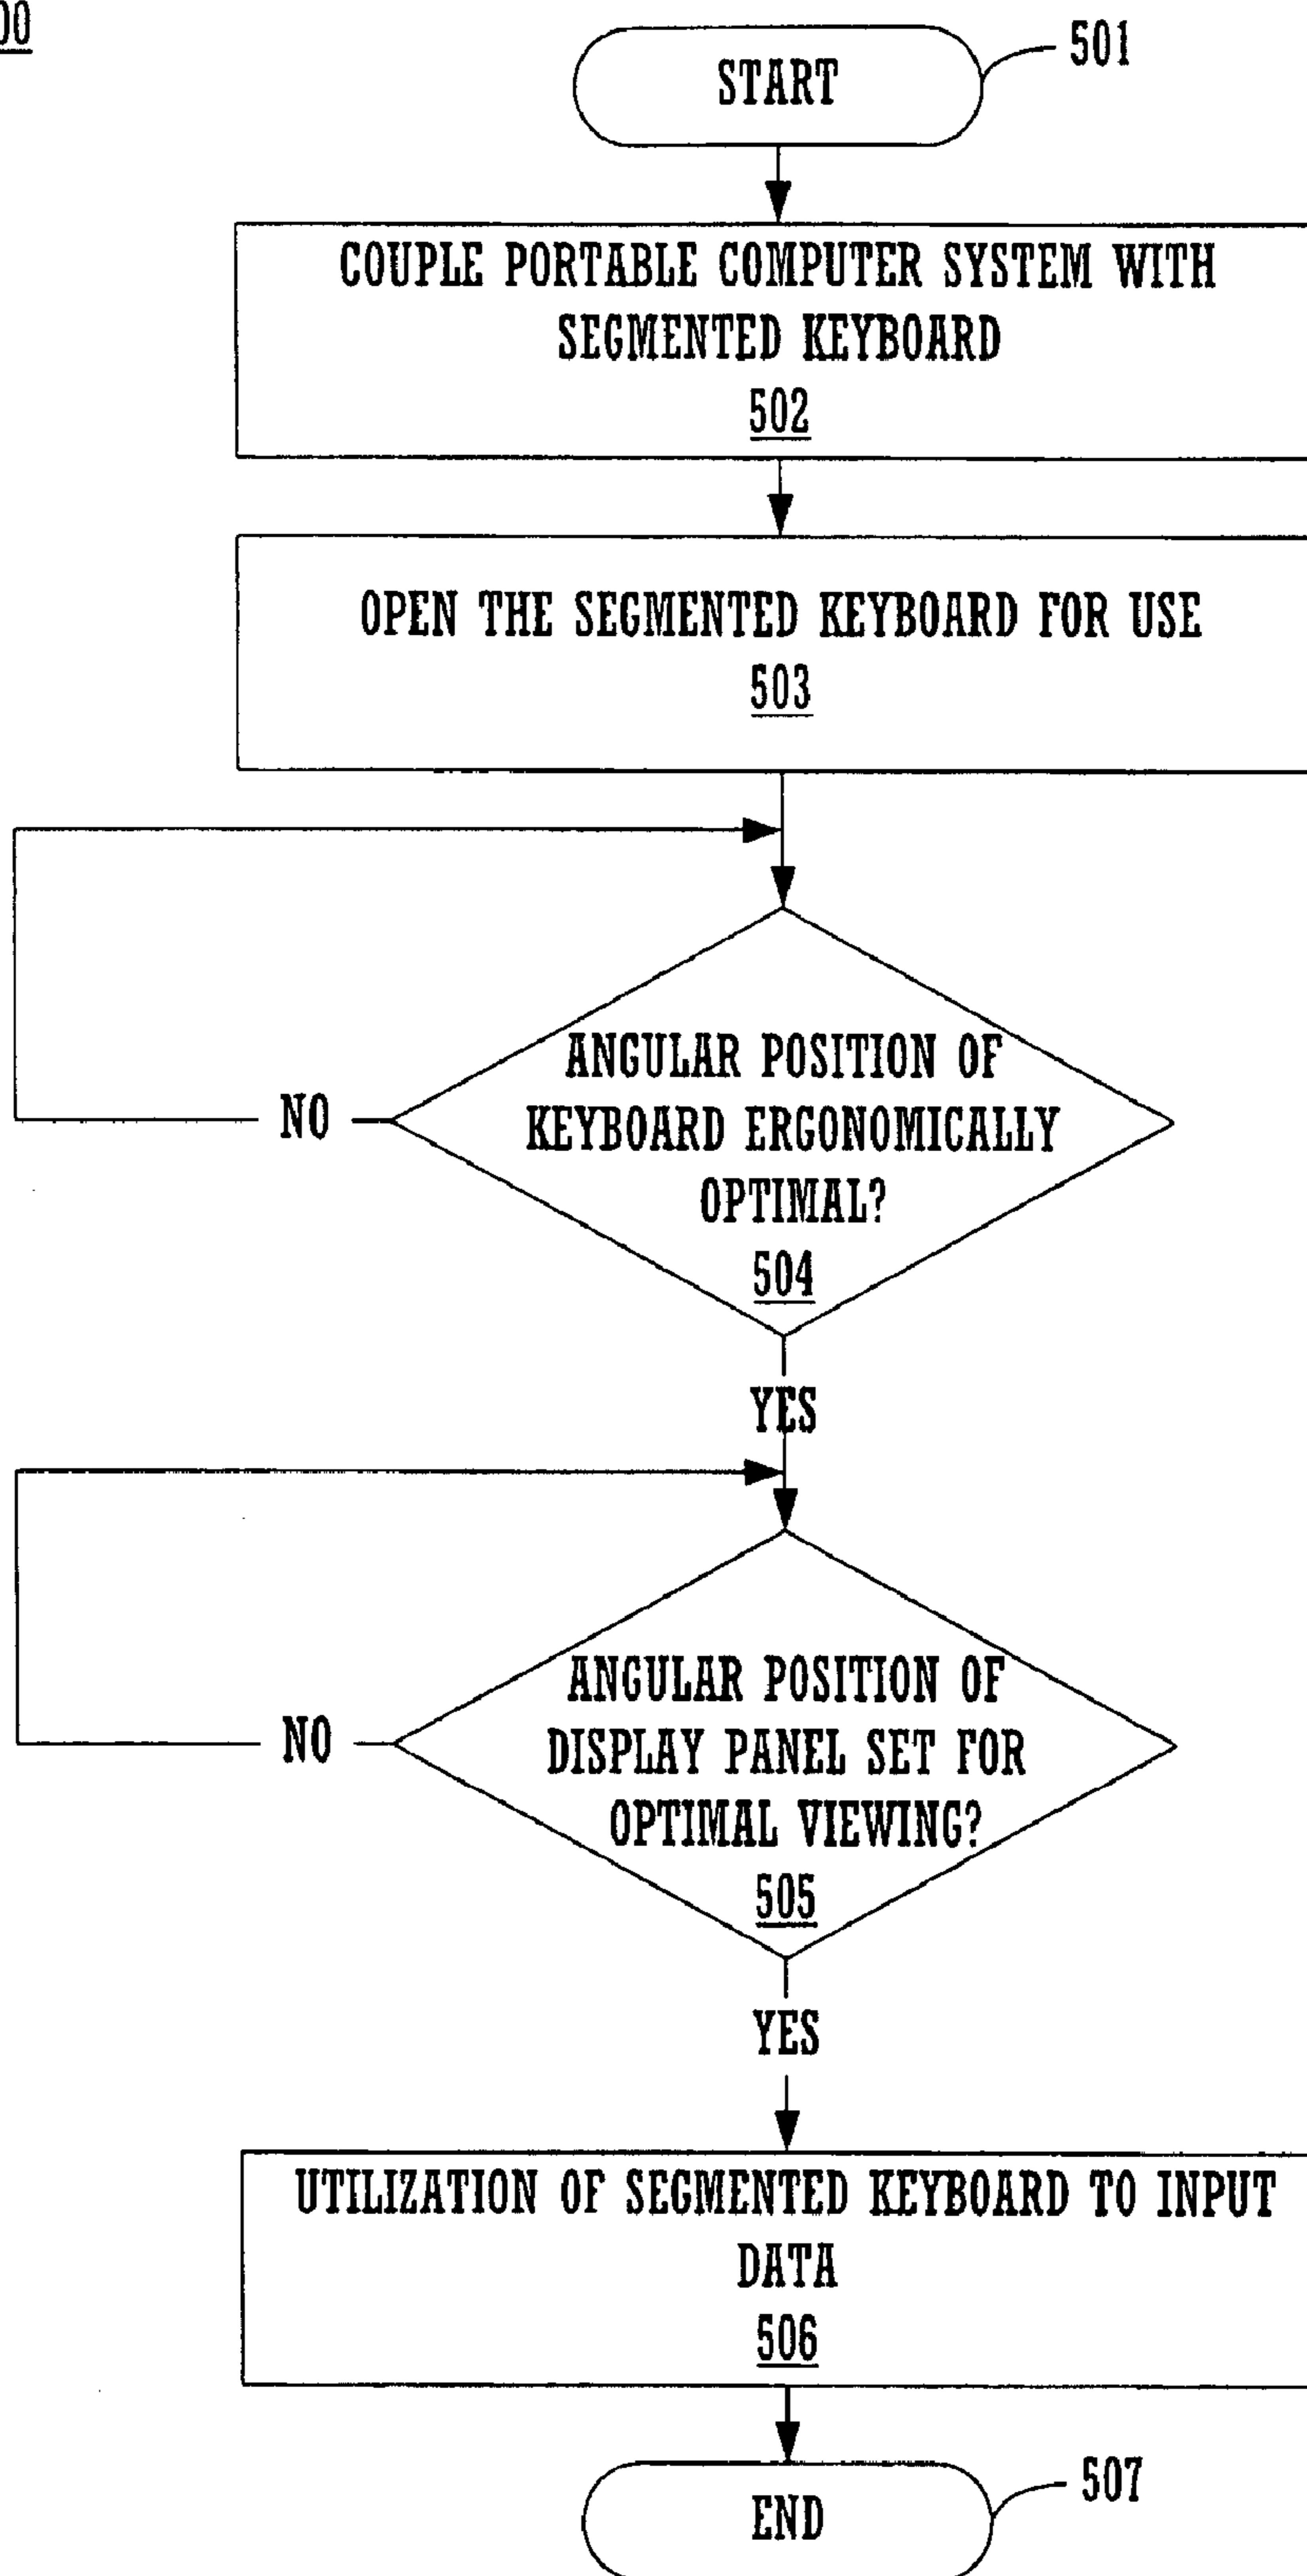 00
START
501
COUPLE PORTABLE COMPUTER SYSTEM WITH
SEGMENTED KEYBOARD
502
OPEN THE SEGMENTED KEYBOARD FOR USE
503
ANGULAR POSITION OF
KEYBOARD ERGONOMICALLY
OPTIMAL?
504
NO
YES
ANGULAR POSITION OF
DISPLAY PANEL SET FOR
OPTIMAL VIEWING?
505
NO
YES
UTILIZATION OF SEGMENTED KEYBOARD TO INPUT
DATA
506
END
507